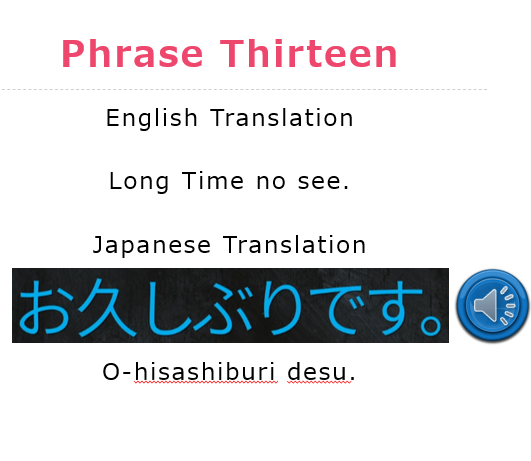 Phrase Thirteen
English Translation
Long Time no see.
Japanese Translation
お久しぶりです。
O-hisashiburi desu.